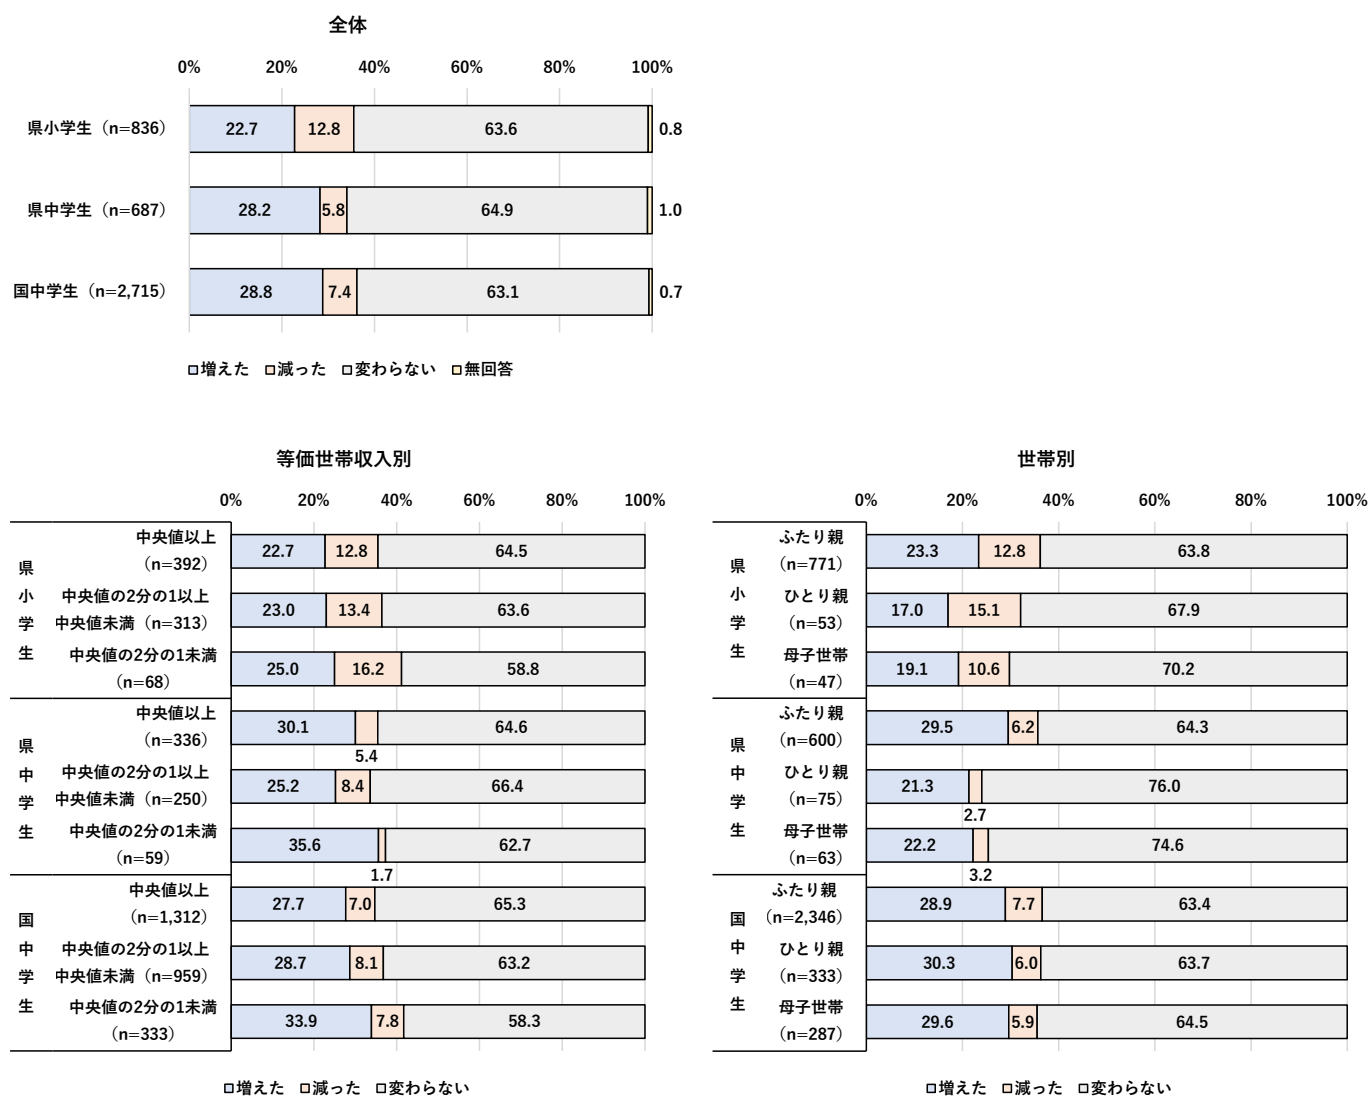 全体
0% 20% 40% 60% 80% 100%
県小学生（n=836） 22.7 12.8 63.6 0.8
県中学生（n=687） 28.2 5.8 64.9 1.0
国中学生（n=2,715） 28.8 7.4 63.1 0.7
増えた 減った 変わらない 無回答
等価世帯収入別
0% 20% 40% 60% 80% 100%
県小学生
中央値以上
（n=392） 22.7 12.8 64.5
中央値の2分の1以上
中央値未満（n=313） 23.0 13.4 63.6
中央値の2分の1未満
（n=68） 25.0 16.2 58.8
県中学生
中央値以上
（n=336） 30.1 5.4 64.6
中央値の2分の1以上
中央値未満（n=250） 25.2 8.4 66.4
中央値の2分の1未満
（n=59） 35.6 1.7 62.7
国中学生
中央値以上
（n=1,312） 27.7 7.0 65.3
中央値の2分の1以上
中央値未満（n=959） 28.7 8.1 63.2
中央値の2分の1未満
（n=333） 33.9 7.8 58.3
増えた 減った 変わらない
世帯別
0% 20% 40% 60% 80% 100%
県小学生
ふたり親
（n=771） 23.3 12.8 63.8
ひとり親
（n=53） 17.0 15.1 67.9
母子世帯
（n=47） 19.1 10.6 70.2
県中学生
ふたり親
（n=600） 29.5 6.2 64.3
ひとり親
（n=75） 21.3 2.7 76.0
母子世帯
（n=63） 22.2 3.2 74.6
国中学生
ふたり親
（n=2,346） 28.9 7.7 63.4
ひとり親
（n=333） 30.3 6.0 63.7
母子世帯
（n=287） 29.6 5.9 64.5
増えた 減った 変わらない